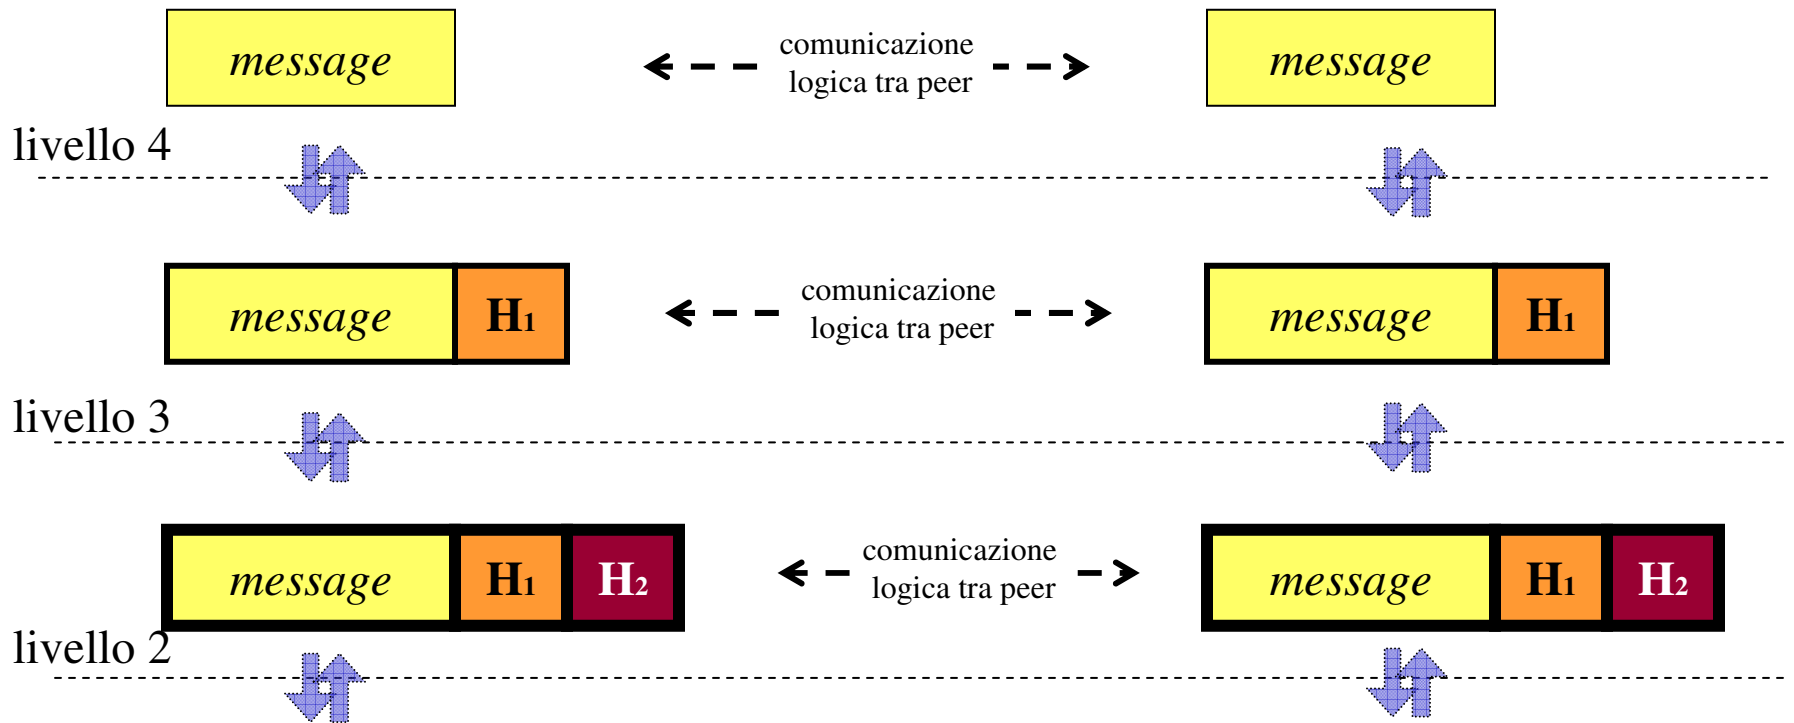 message
comunicazione
logica tra peer
message
livello 4
message
H1
comunicazione
logica tra peer
message
H1
livello 3
message
H1
H2
comunicazione
logica tra peer
message
H1
H2
livello 2